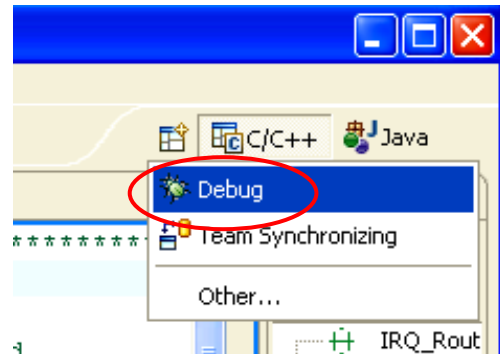 C/C++ Java
Debug
**********
Team Synchronizing
Other...
IRQ_Rout